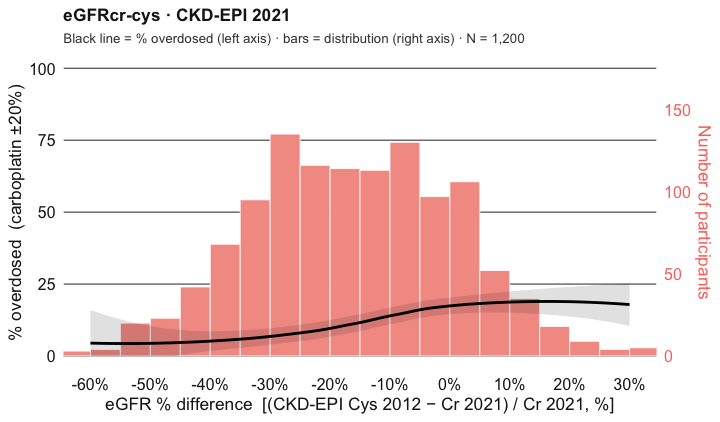 eGFRcr-cys · CKD-EPI 2021
Black line = % overdosed (left axis) · bars = distribution (right axis) · N = 1,200
% overdosed (carboplatin ±20%)
100
75
50
25
0
150
100
50
0
Number of participants
-60% -50% -40% -30% -20% -10% 0% 10% 20% 30%
eGFR % difference [(CKD-EPI Cys 2012 − Cr 2021) / Cr 2021, %]